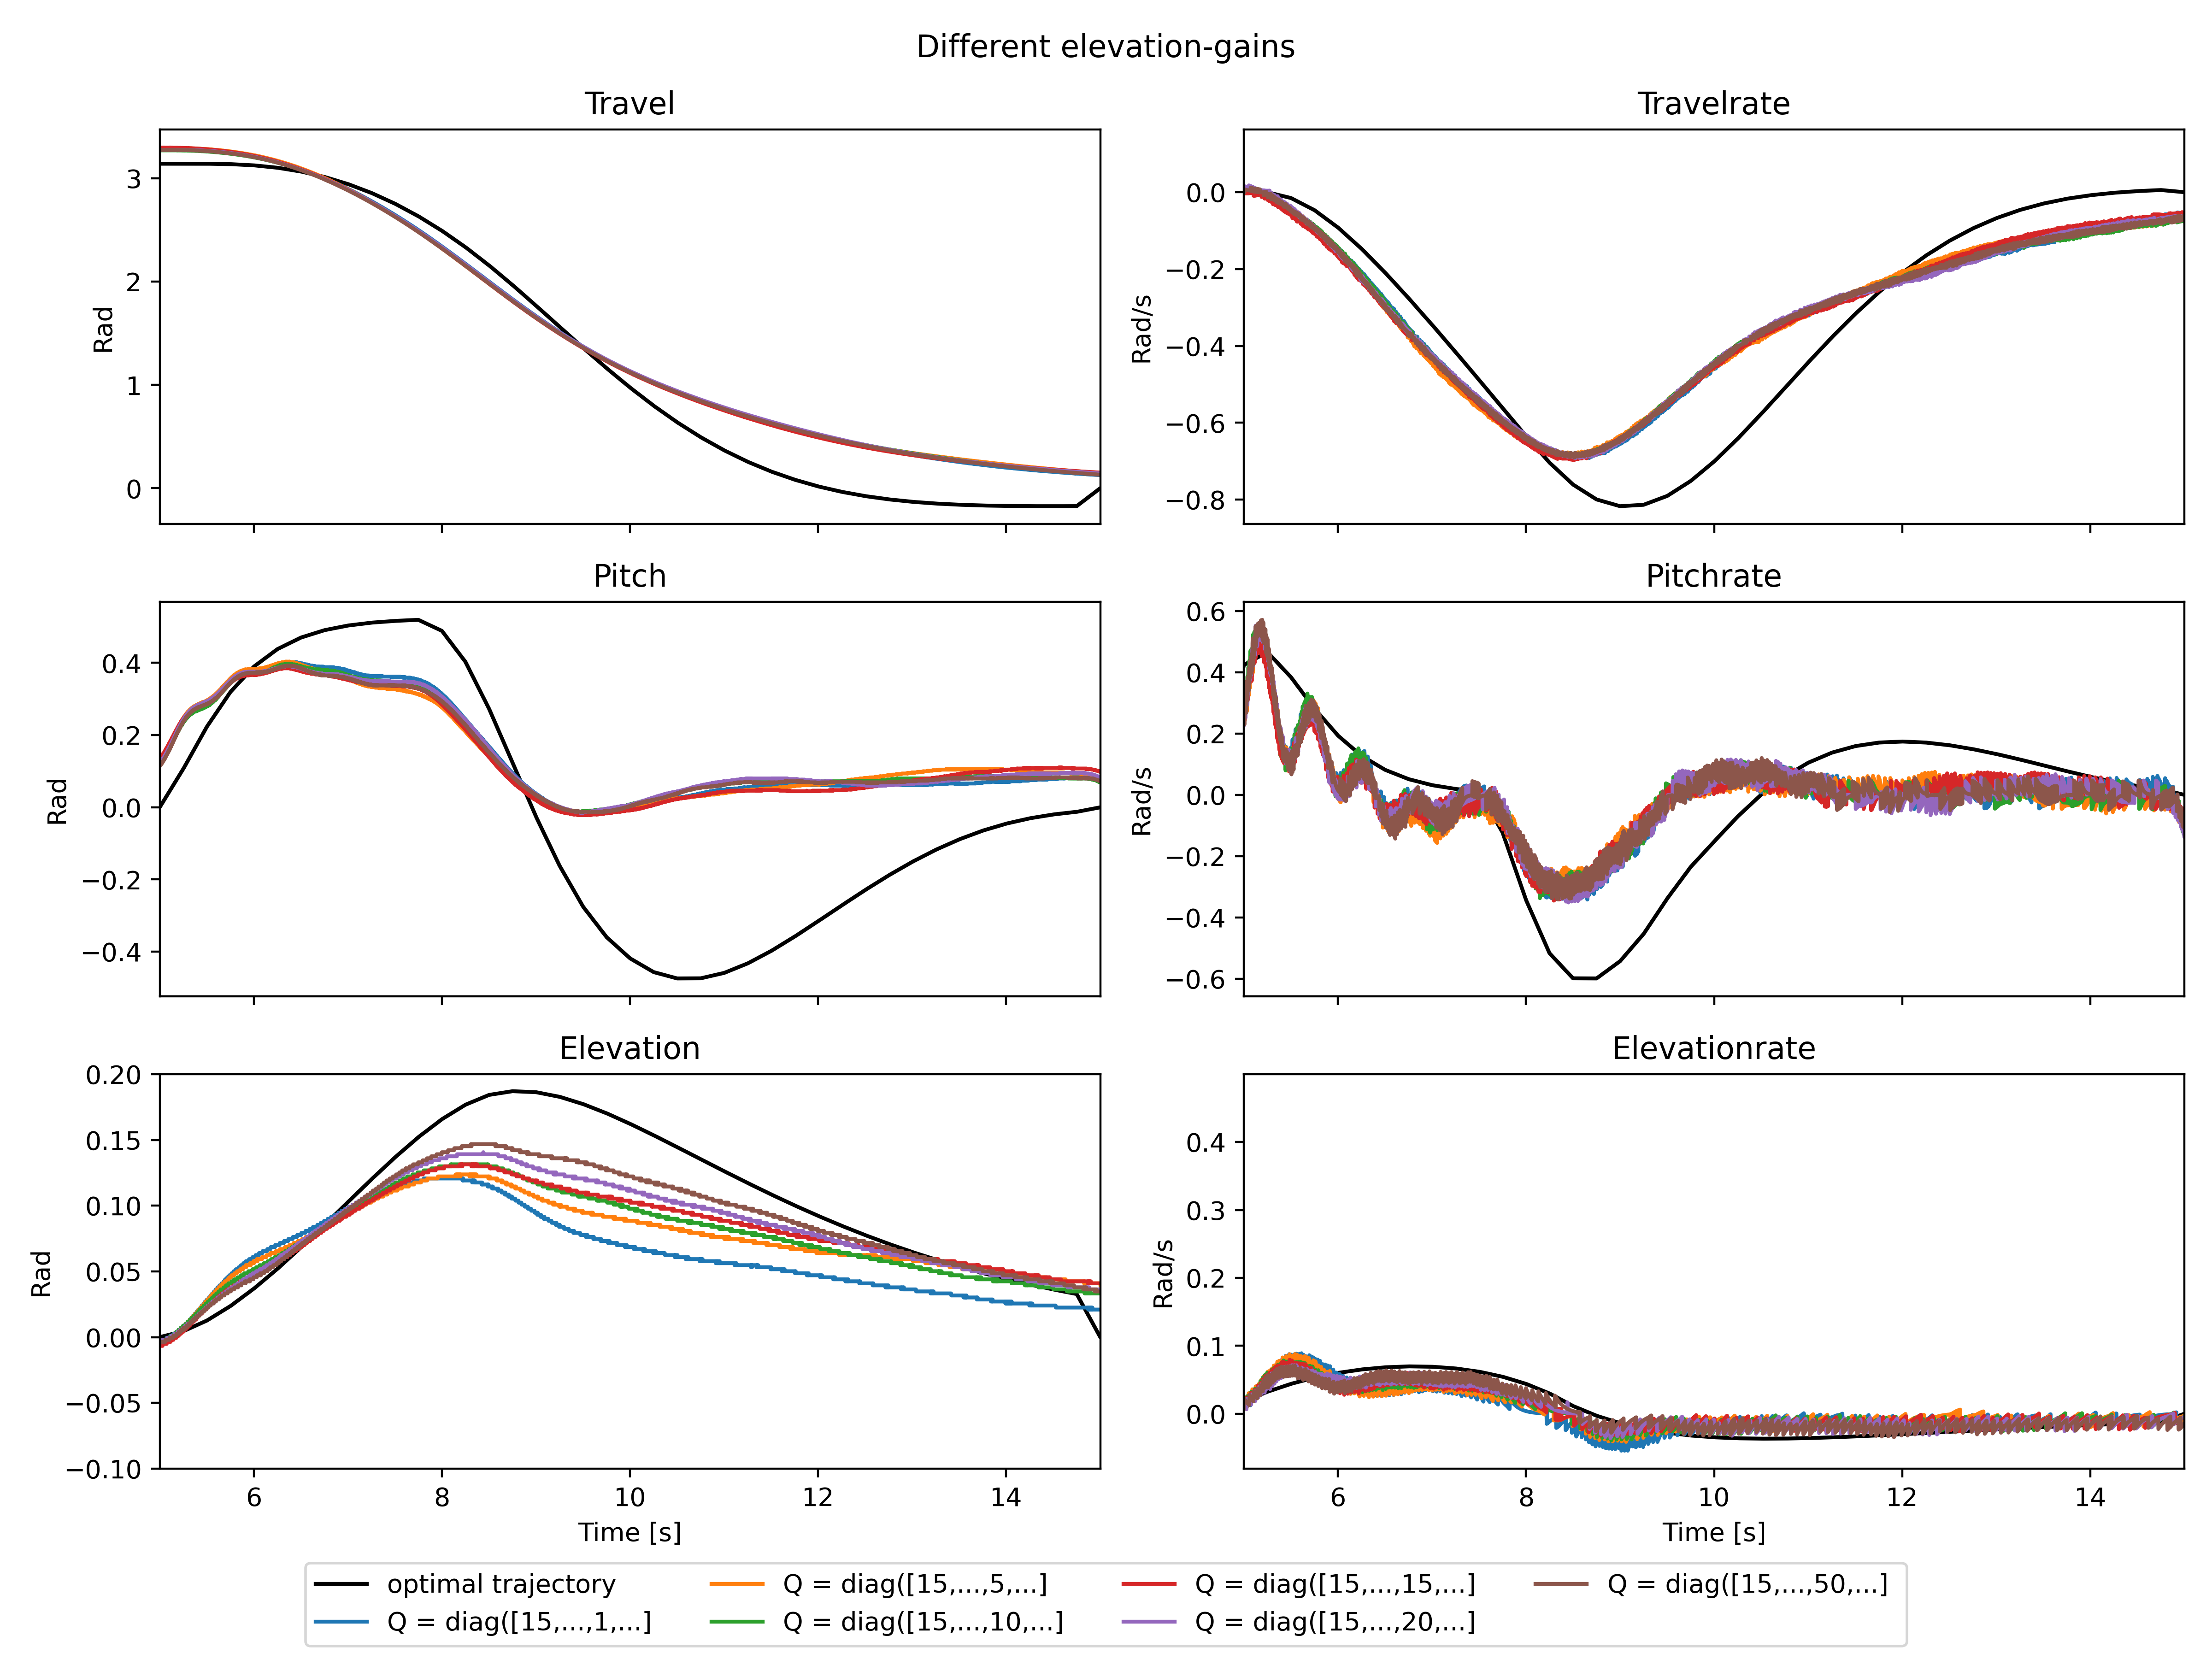 Different elevation-gains
Travel
Travelrate
3
2
1
0
Rad
0.0
−0.2
−0.4
−0.6
−0.8
Rad/s
Pitch
Pitchrate
0.4
0.2
0.0
−0.2
−0.4
Rad
0.6
0.4
0.2
0.0
−0.2
−0.4
−0.6
Rad/s
Elevation
Elevationrate
0.20
0.15
0.10
0.05
0.00
−0.05
−0.10
Rad
6 8 10 12 14
Time [s]
0.4
0.3
0.2
0.1
0.0
Rad/s
6 8 10 12 14
Time [s]
optimal trajectory
Q = diag([15,...,1,...]
Q = diag([15,...,5,...]
Q = diag([15,...,10,...]
Q = diag([15,...,15,...]
Q = diag([15,...,20,...]
Q = diag([15,...,50,...]